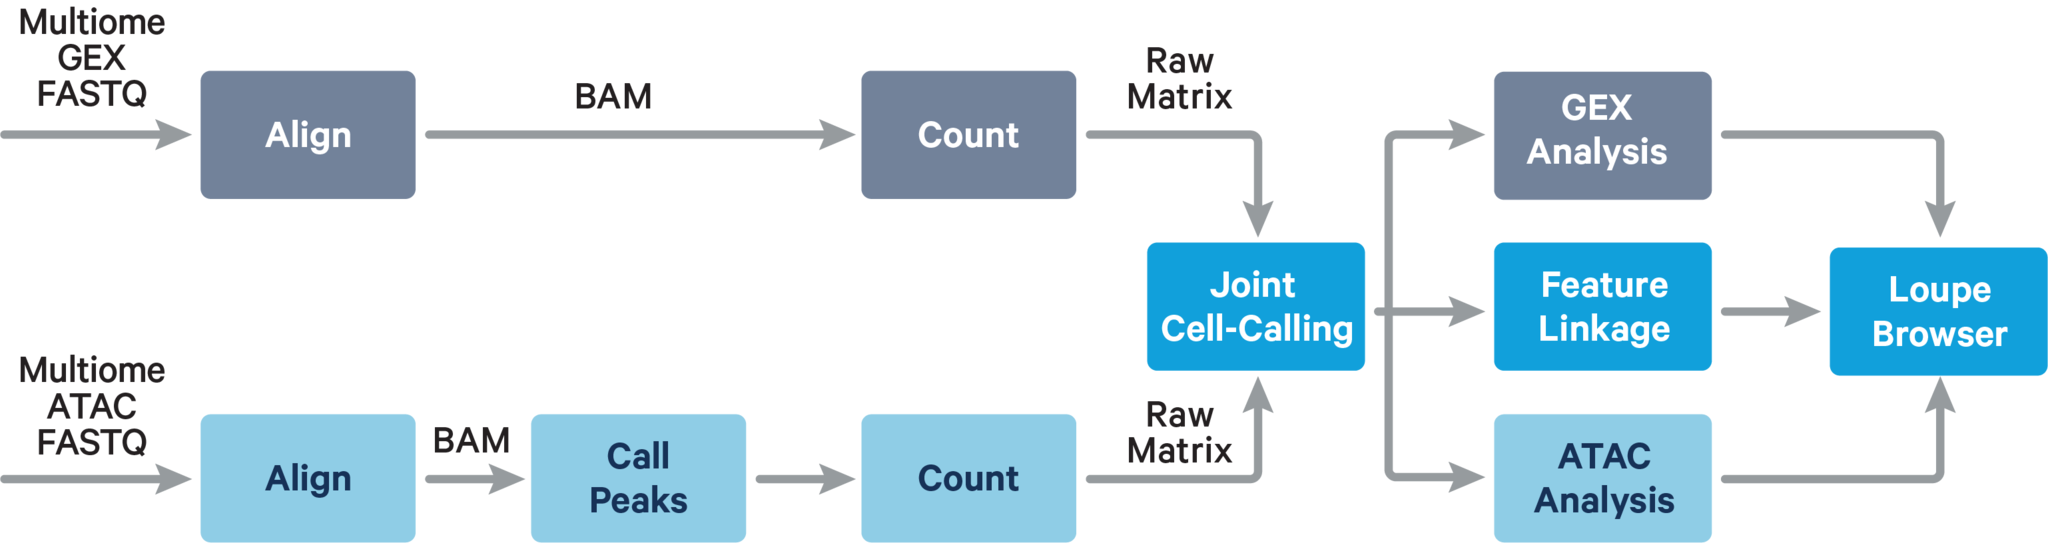 Multiome
GEX
FASTQ
Align
BAM
Count
Raw
Matrix
GEX
Analysis
Joint
Cell-Calling
Feature
Linkage
Loupe
Browser
Multiome
ATAC
FASTQ
Align
BAM
Call
Peaks
Count
Raw
Matrix
ATAC
Analysis